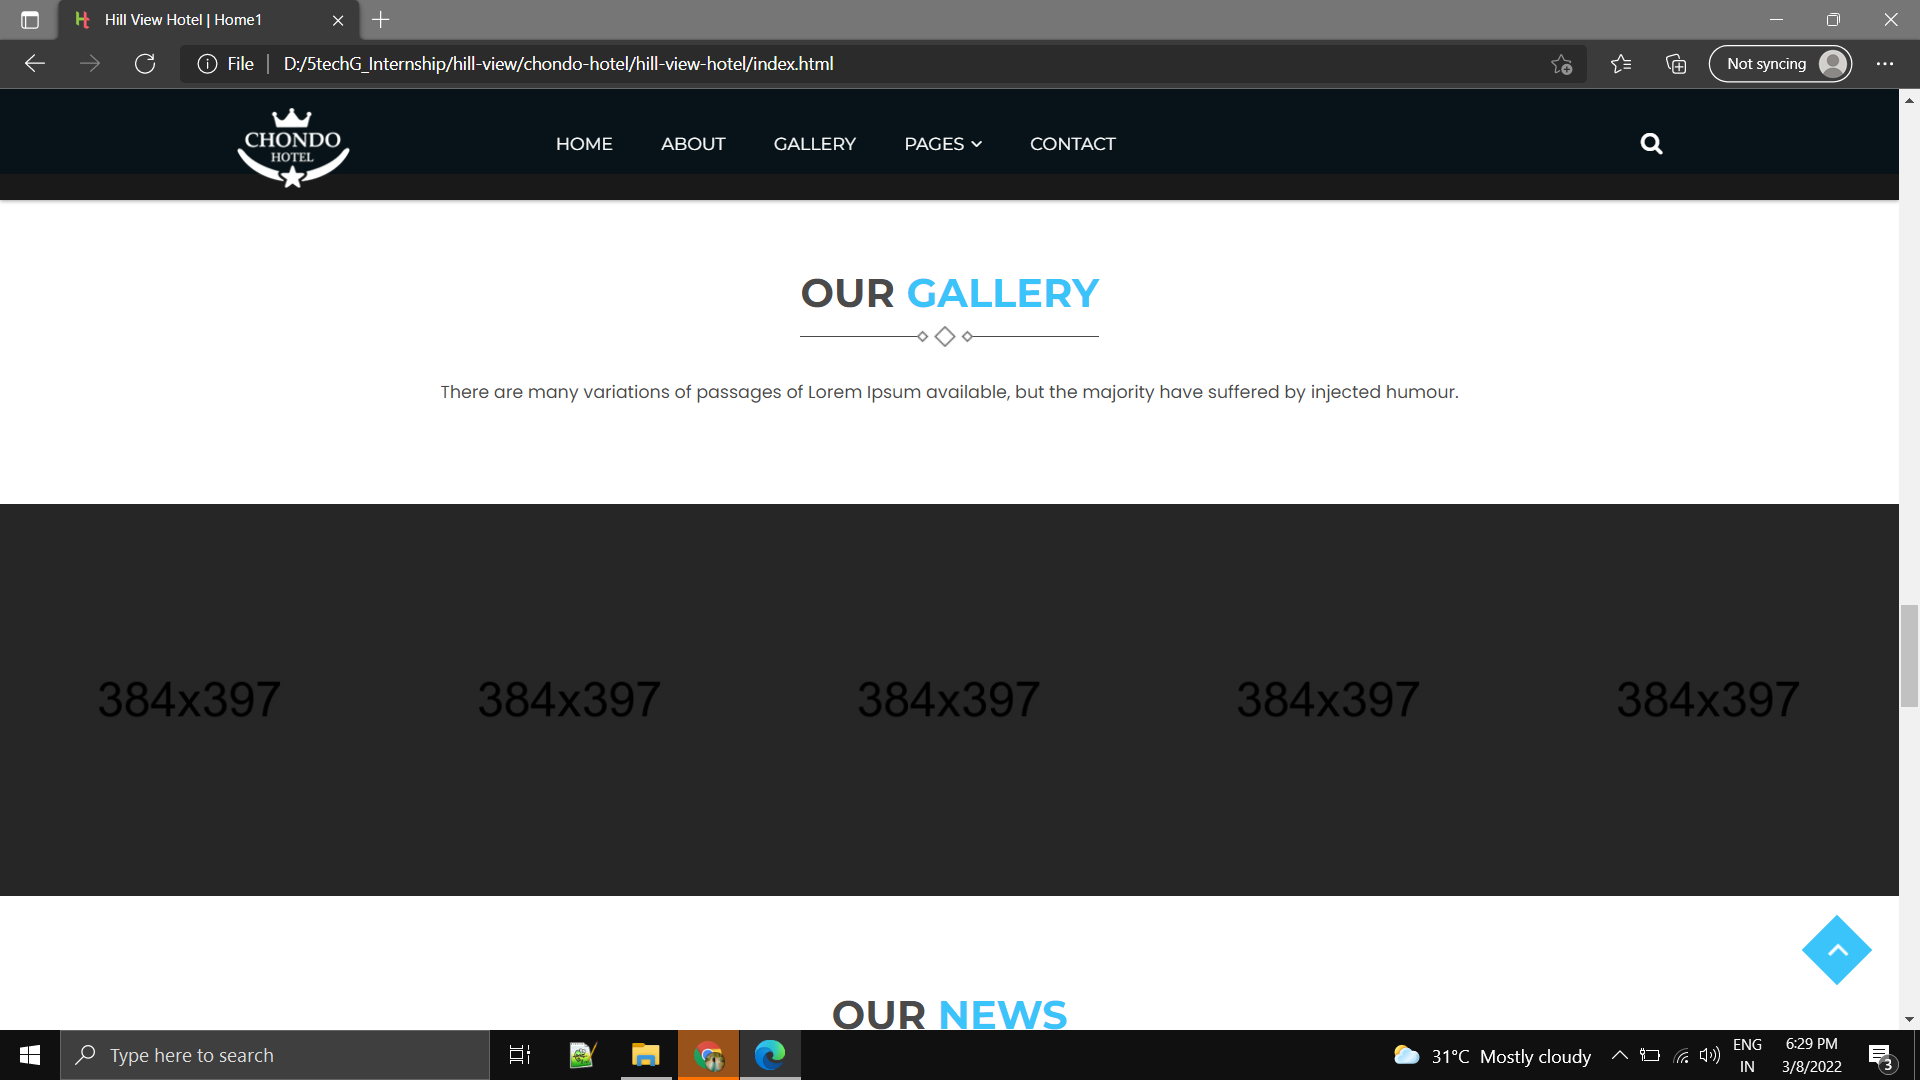 Hill View Hotel | Home1
File | D:/5techG_Internship/hill-view/chondo-hotel/hill-view-hotel/index.html
Not syncing
CHONDO
HOTEL
HOME ABOUT GALLERY PAGES CONTACT
OUR GALLERY
There are many variations of passages of Lorem Ipsum available, but the majority have suffered by injected humour.
384x397 384x397 384x397 384x397 384x397
OUR NEWS
Type here to search
31°C Mostly cloudy
ENG
IN
6:29 PM
3/8/2022
3